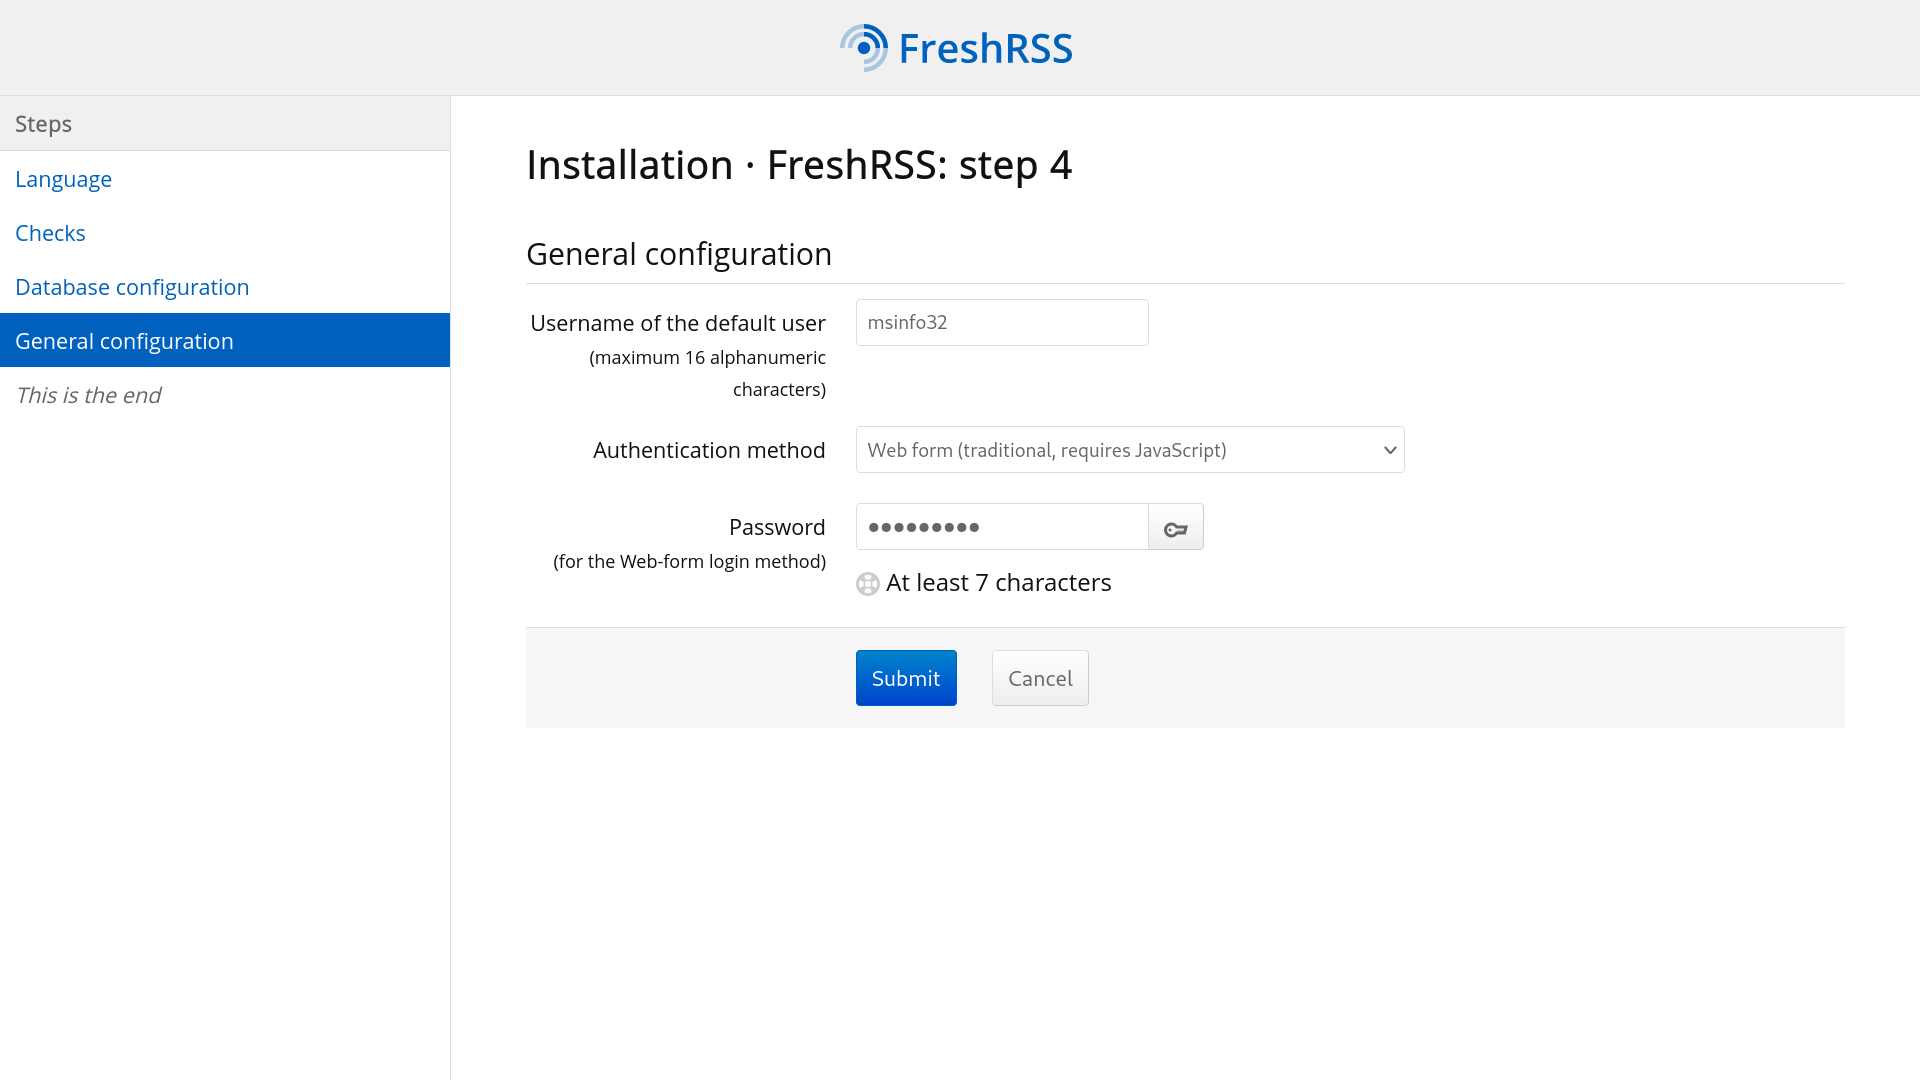 FreshRSS
Steps
Language
Checks
Database configuration
General configuration
This is the end
Installation · FreshRSS: step 4
General configuration
Username of the default user
(maximum 16 alphanumeric
characters)
msinfo32
Authentication method
Web form (traditional, requires JavaScript)
Password
(for the Web-form login method)
●●●●●●●●●
At least 7 characters
Submit
Cancel